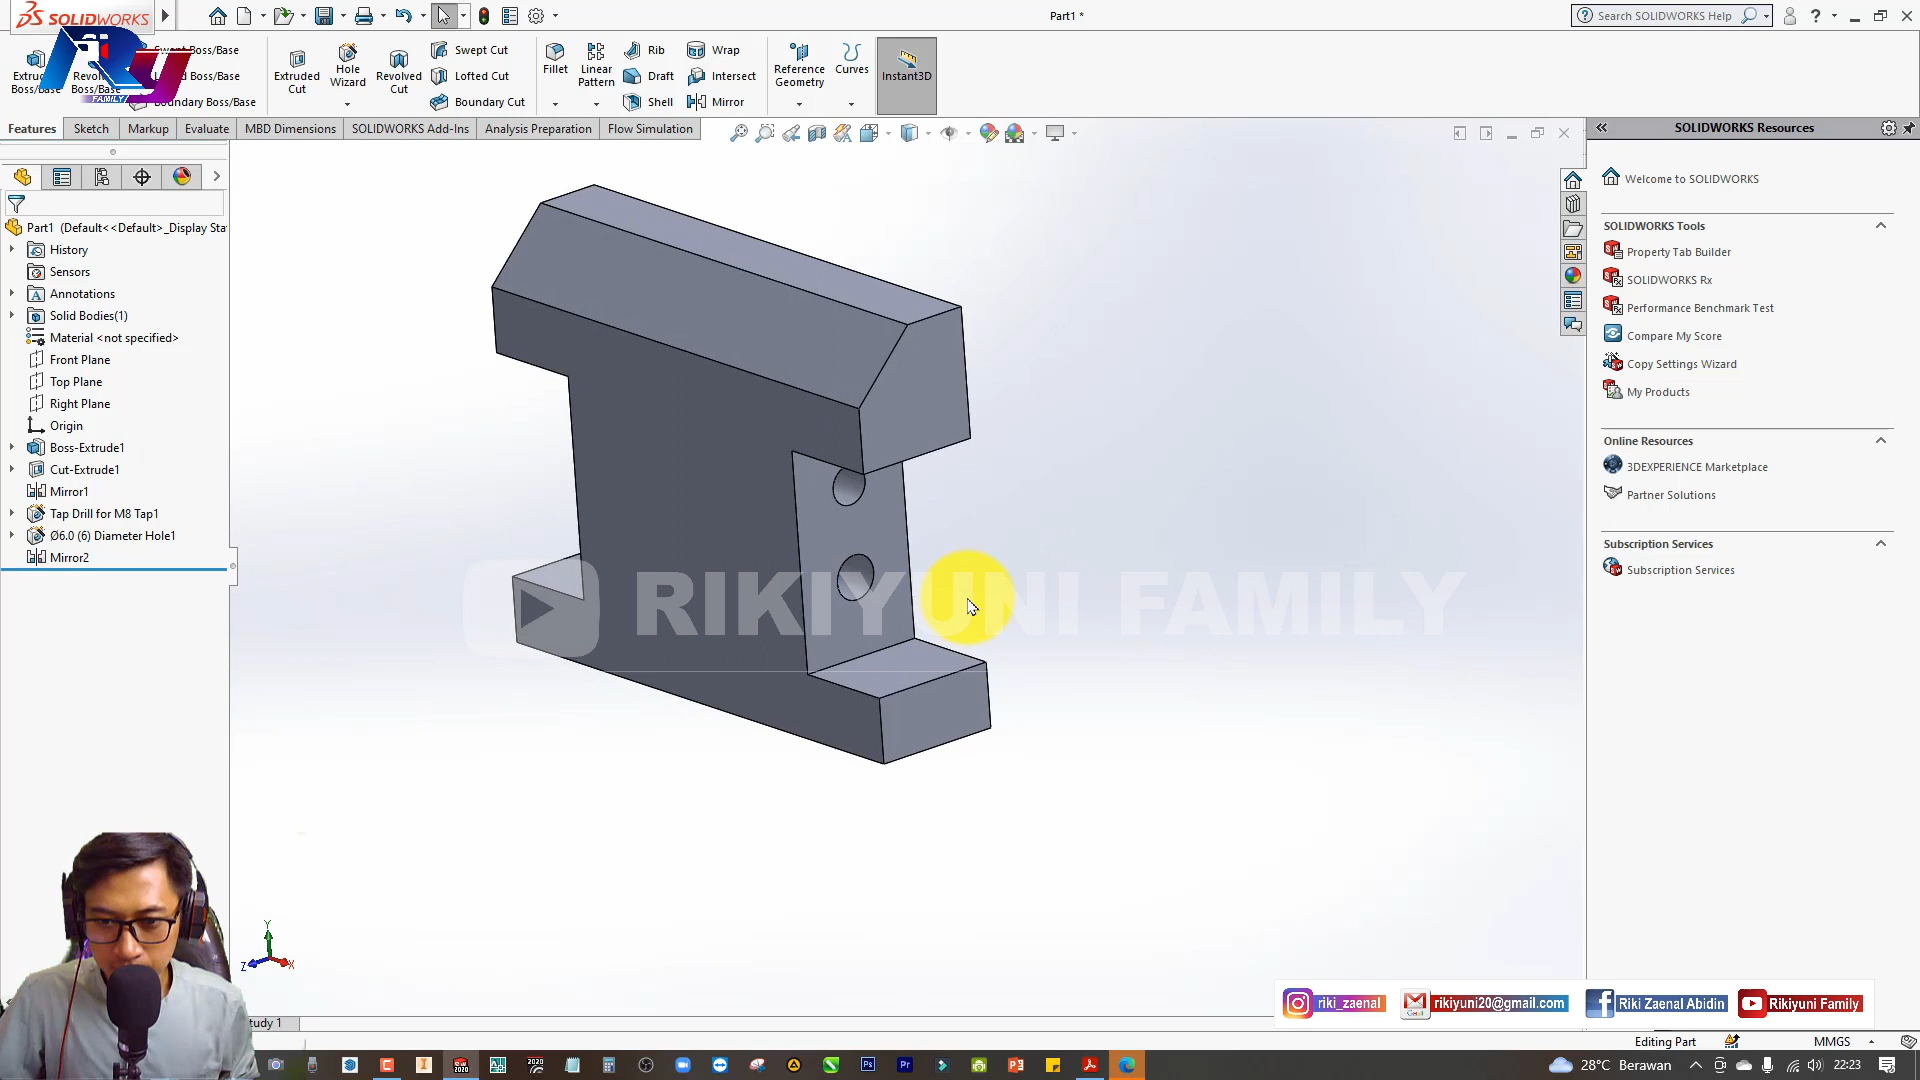 SOLIDWORKS
Part1 *
Search SOLIDWORKS Help
RY
FAMILY
Extruded Cut
Hole Wizard
Revolved Cut
Swept Cut
Lofted Cut
Boundary Cut
Fillet
Linear Pattern
Rib
Draft
Shell
Wrap
Intersect
Mirror
Reference Geometry
Curves
Instant3D
Boss/Base
Boundary Boss/Base
Features
Sketch
Markup
Evaluate
MBD Dimensions
SOLIDWORKS Add-Ins
Analysis Preparation
Flow Simulation
Part1 (Default<<Default>_Display Sta
History
Sensors
Annotations
Solid Bodies(1)
Material <not specified>
Front Plane
Top Plane
Right Plane
Origin
Boss-Extrude1
Cut-Extrude1
Mirror1
Tap Drill for M8 Tap1
Ø6.0 (6) Diameter Hole1
Mirror2
RIKIYUNI FAMILY
Y
Z
X
SOLIDWORKS Resources
Welcome to SOLIDWORKS
SOLIDWORKS Tools
Property Tab Builder
SOLIDWORKS Rx
Performance Benchmark Test
Compare My Score
Copy Settings Wizard
My Products
Online Resources
3DEXPERIENCE Marketplace
Partner Solutions
Subscription Services
Subscription Services
riki_zaenal
Gmail
rikiyuni20@gmail.com
Riki Zaenal Abidin
Rikiyuni Family
tudy 1
Editing Part
MMGS
28°C Berawan
22:23